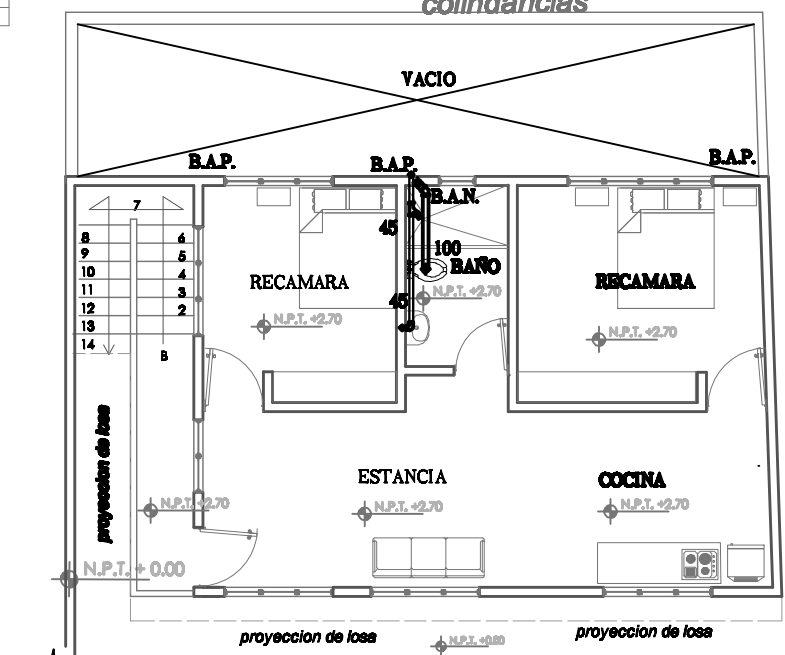 colindancias
VACIO
B.A.P.
B.A.P.
B.A.P.
B.A.N.
7
8
6
9
5
10
4
11
3
12
2
13
14
B
45
100
BAÑO
45
RECAMARA
RECAMARA
N.P.T. +2.70
N.P.T. +2.70
N.P.T. +2.70
proyeccion de losa
ESTANCIA
COCINA
N.P.T. +2.70
N.P.T. +2.70
N.P.T. +2.70
N.P.T. + 0.00
proyeccion de losa
proyeccion de losa